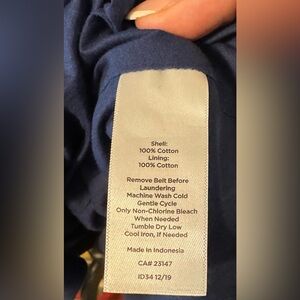 Shell:
100% Cotton
Lining:
100% Cotton
Remove Belt Before
Laundering
Machine Wash Cold
Gentle Cycle
Only Non-Chlorine Bleach
When Needed
Tumble Dry Low
Cool Iron, If Needed
Made in Indonesia
CA# 23147
ID34 12/19